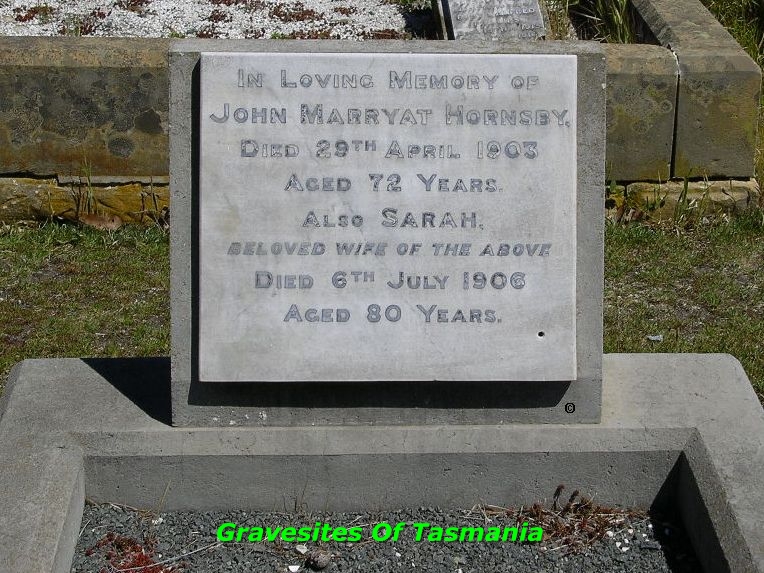 In Loving Memory of
John Marryat Hornsby,
Died 29th April 1903
Aged 72 Years.
Also Sarah,
beloved wife of the above
Died 6th July 1906
Aged 80 Years.
©
Gravesites Of Tasmania